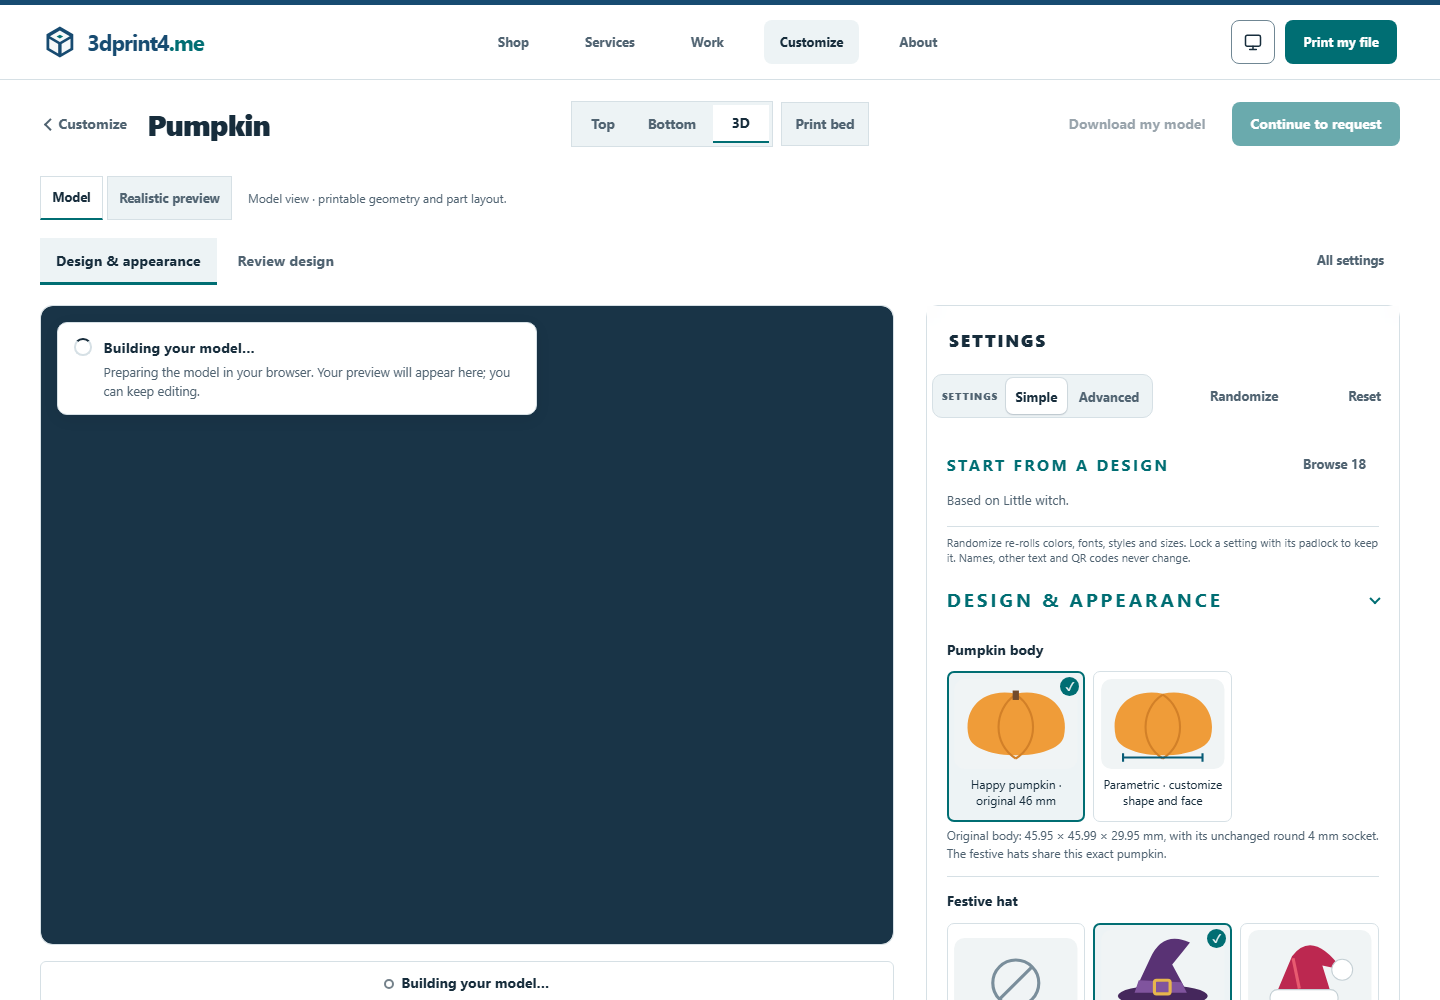 3dprint4.me
Shop
Services
Work
Customize
About
Print my file
Customize
Pumpkin
Top
Bottom
3D
Print bed
Download my model
Continue to request
Model
Realistic preview
Model view · printable geometry and part layout.
Design & appearance
Review design
All settings
Building your model...
Preparing the model in your browser. Your preview will appear here; you
can keep editing.
Building your model...
SETTINGS
SETTINGS
Simple
Advanced
Randomize
Reset
START FROM A DESIGN
Browse 18
Based on Little witch.
Randomize re-rolls colors, fonts, styles and sizes. Lock a setting with its padlock to keep
it. Names, other text and QR codes never change.
DESIGN & APPEARANCE
Pumpkin body
Happy pumpkin ·
original 46 mm
Parametric · customize
shape and face
Original body: 45.95 × 45.99 × 29.95 mm, with its unchanged round 4 mm socket.
The festive hats share this exact pumpkin.
Festive hat